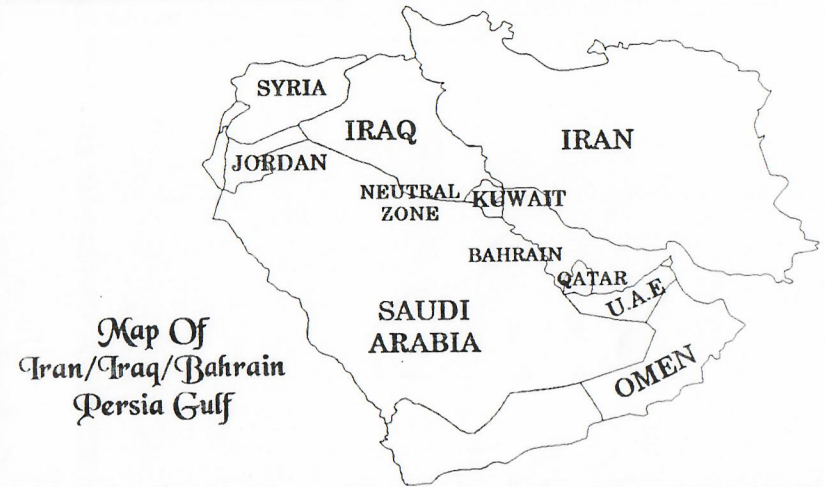 SYRIA
IRAQ
IRAN
JORDAN
NEUTRAL
ZONE
KUWAIT
BAHRAIN
QATAR
U.A.E
SAUDI
ARABIA
OMEN
Map Of
Iran/Iraq/Bahrain
Persia Gulf